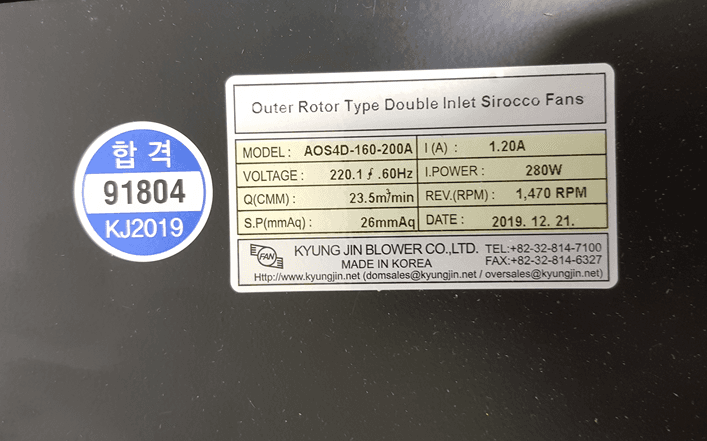 합 격
91804
KJ2019
Outer Rotor Type Double Inlet Sirocco Fans
MODEL : AOS4D-160-200A I (A) : 1.20A
VOLTAGE : 220.1∮.60Hz I.POWER : 280W
Q(CMM) : 23.5m³/min REV.(RPM) : 1,470 RPM
S.P(mmAq) : 26mmAq DATE : 2019. 12. 21.
FAN
KYUNG JIN BLOWER CO.,LTD. TEL:+82-32-814-7100
MADE IN KOREA FAX:+82-32-814-6327
Http://www.kyungjin.net (domsales@kyungjin.net / oversales@kyungjin.net)